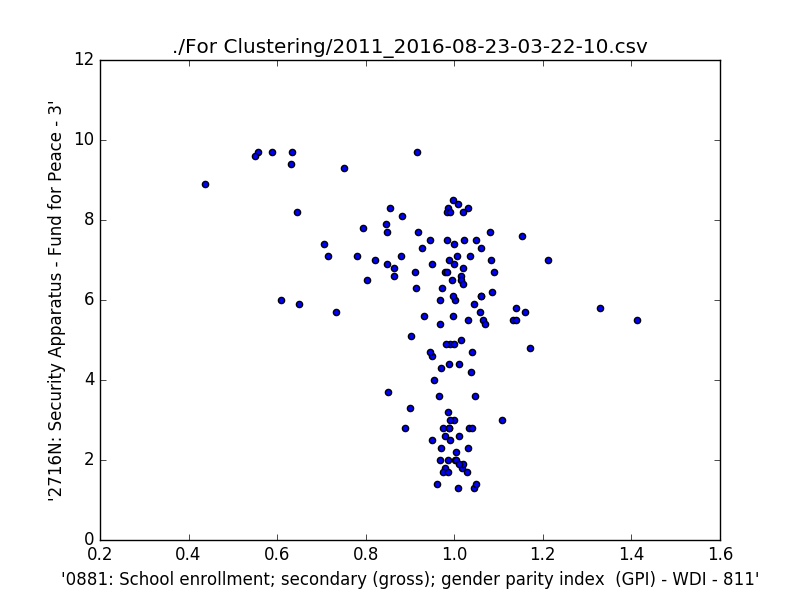 ./For Clustering/2011_2016-08-23-03-22-10.csv
'2716N: Security Apparatus - Fund for Peace - 3'
12
10
8
6
4
2
0
0.2 0.4 0.6 0.8 1.0 1.2 1.4 1.6
'0881: School enrollment; secondary (gross); gender parity index  (GPI) - WDI - 811'